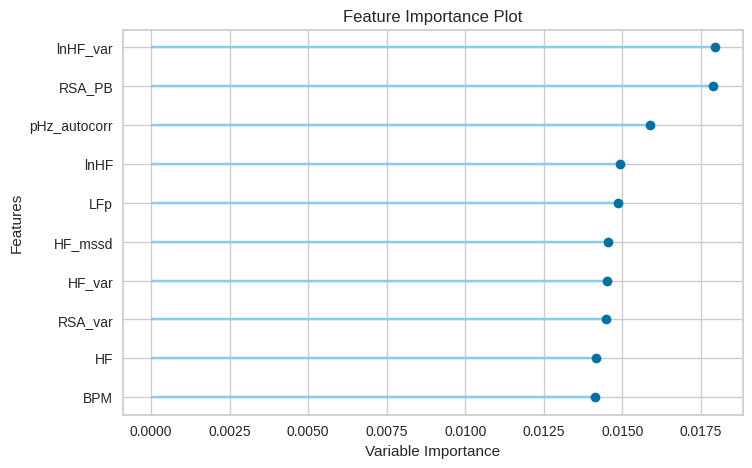 Feature Importance Plot
Features
lnHF_var
RSA_PB
pHz_autocorr
lnHF
LFp
HF_mssd
HF_var
RSA_var
HF
BPM
0.0000 0.0025 0.0050 0.0075 0.0100 0.0125 0.0150 0.0175
Variable Importance